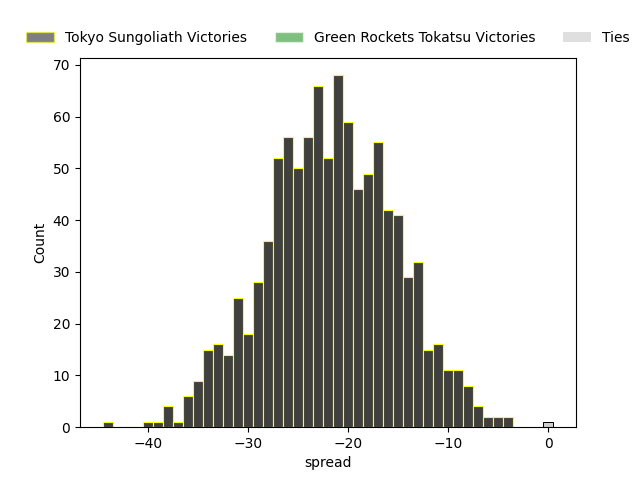 Tokyo Sungoliath Victories Green Rockets Tokatsu Victories Ties
70
60
50
40
30
20
10
0
Count
−40 −30 −20 −10 0
spread